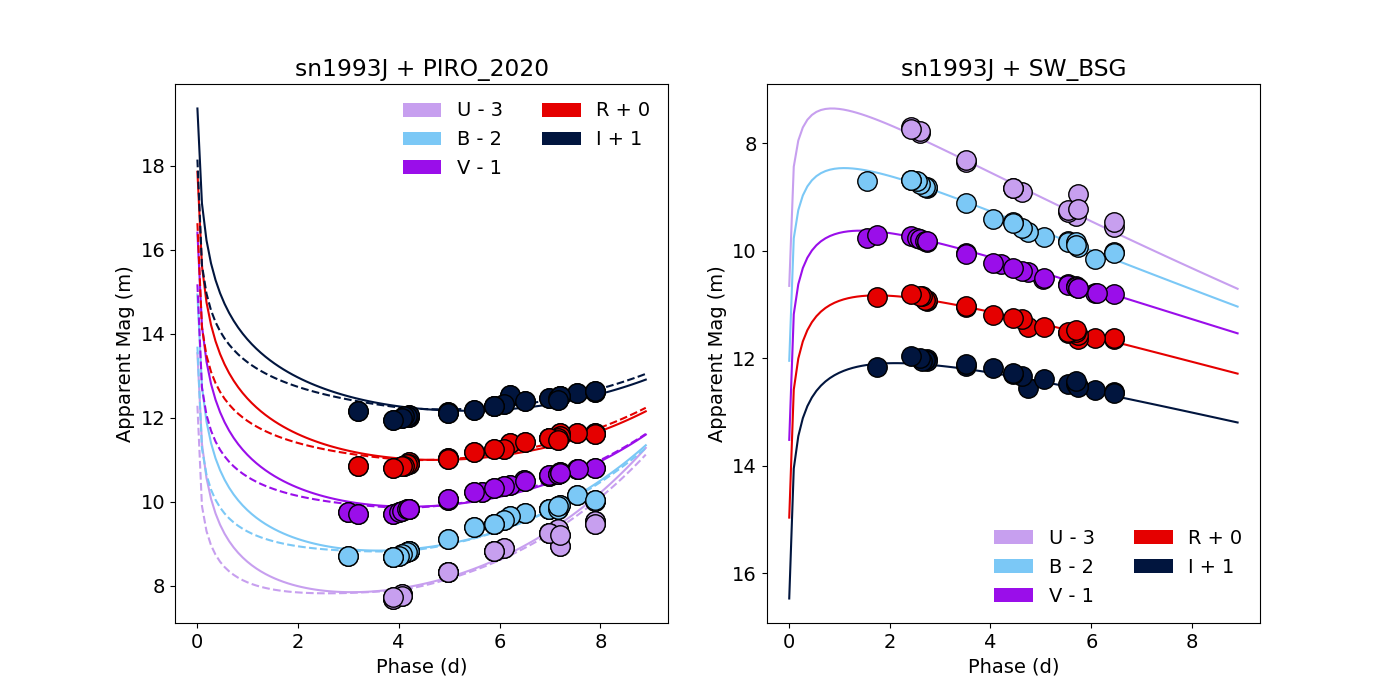 sn1993J + PIRO_2020
U - 3
B - 2
V - 1
R + 0
I + 1
18
16
14
12
10
8
Apparent Mag (m)
0 2 4 6 8
Phase (d)
sn1993J + SW_BSG
8
10
12
14
16
Apparent Mag (m)
U - 3
B - 2
V - 1
R + 0
I + 1
0 2 4 6 8
Phase (d)